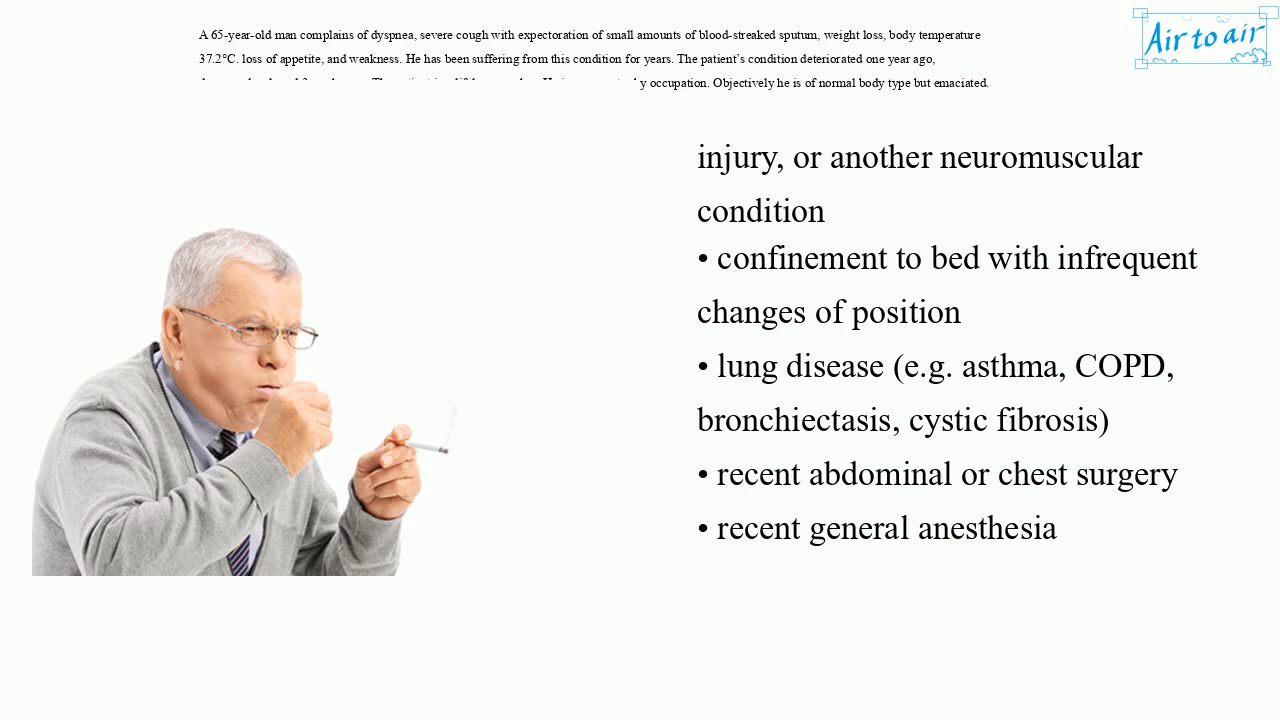 A 65-year-old man complains of dyspnea, severe cough with expectoration of small amounts of blood-streaked sputum, weight loss, body temperature
37.2°C. loss of appetite, and weakness. He has been suffering from this condition for years. The patient’s condition deteriorated one year ago,
y occupation. Objectively he is of normal body type but emaciated.
Air to air
injury, or another neuromuscular
condition
• confinement to bed with infrequent
changes of position
• lung disease (e.g. asthma, COPD,
bronchiectasis, cystic fibrosis)
• recent abdominal or chest surgery
• recent general anesthesia